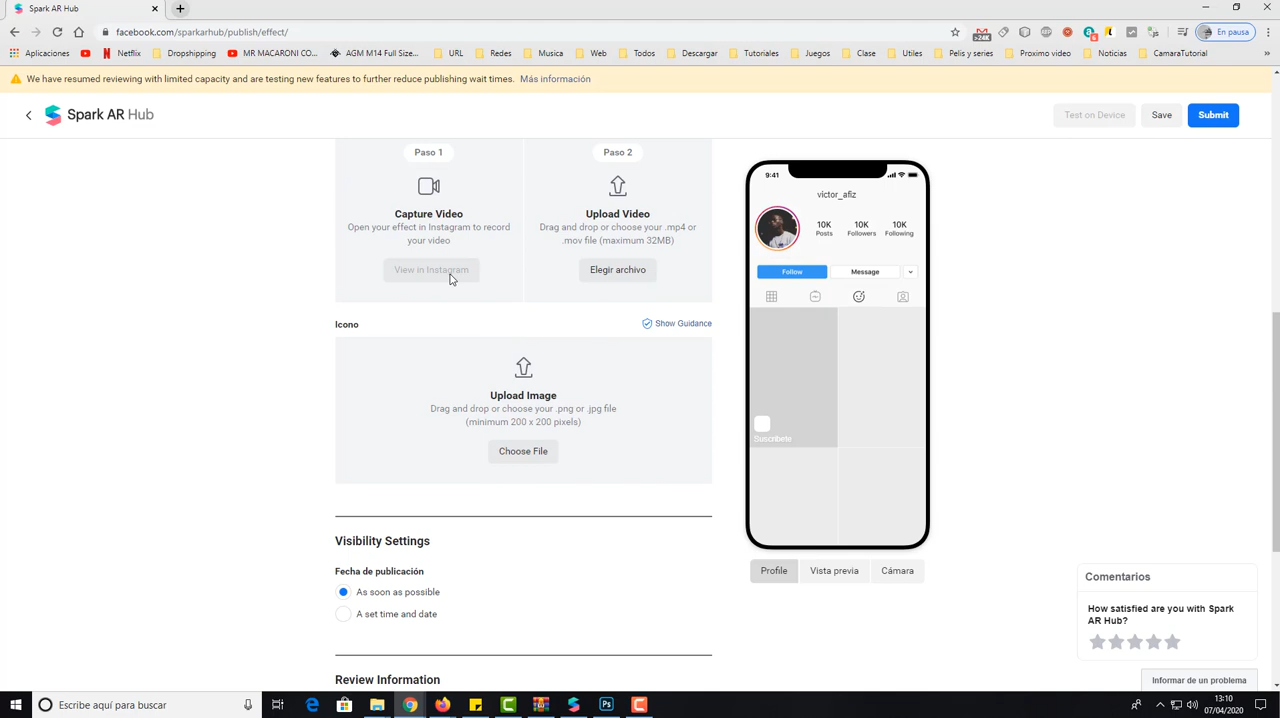 Spark AR Hub
facebook.com/sparkarhub/publish/effect/
En pausa
Aplicaciones
Netflix
Dropshipping
MR MACARONI CO...
AGM M14 Full Size...
URL
Redes
Musica
Web
Todos
Descargar
Tutoriales
Juegos
Clase
Utiles
Pelis y series
Proximo video
Noticias
CamaraTutorial
We have resumed reviewing with limited capacity and are testing new features to further reduce publishing wait times. Más información
Spark AR Hub
Test on Device
Save
Submit
Paso 1
Paso 2
Capture Video
Open your effect in Instagram to record
your video
View in Instagram
Upload Video
Drag and drop or choose your .mp4 or
.mov file (maximum 32MB)
Elegir archivo
Icono
Show Guidance
Upload Image
Drag and drop or choose your .png or .jpg file
(minimum 200 x 200 pixels)
Choose File
Visibility Settings
Fecha de publicación
As soon as possible
A set time and date
Review Information
9:41
victor_afiz
10K
Posts
10K
Followers
10K
Following
Follow
Message
Suscribete
Profile
Vista previa
Cámara
Comentarios
How satisfied are you with Spark
AR Hub?
Informar de un problema
Escribe aquí para buscar
13:10
07/04/2020